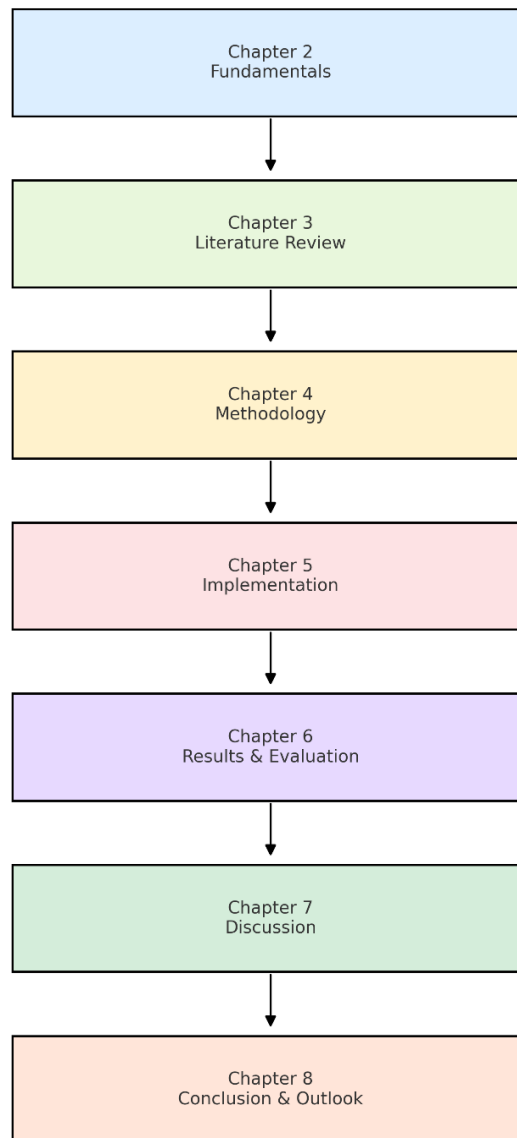 Chapter 2
Fundamentals
Chapter 3
Literature Review
Chapter 4
Methodology
Chapter 5
Implementation
Chapter 6
Results & Evaluation
Chapter 7
Discussion
Chapter 8
Conclusion & Outlook